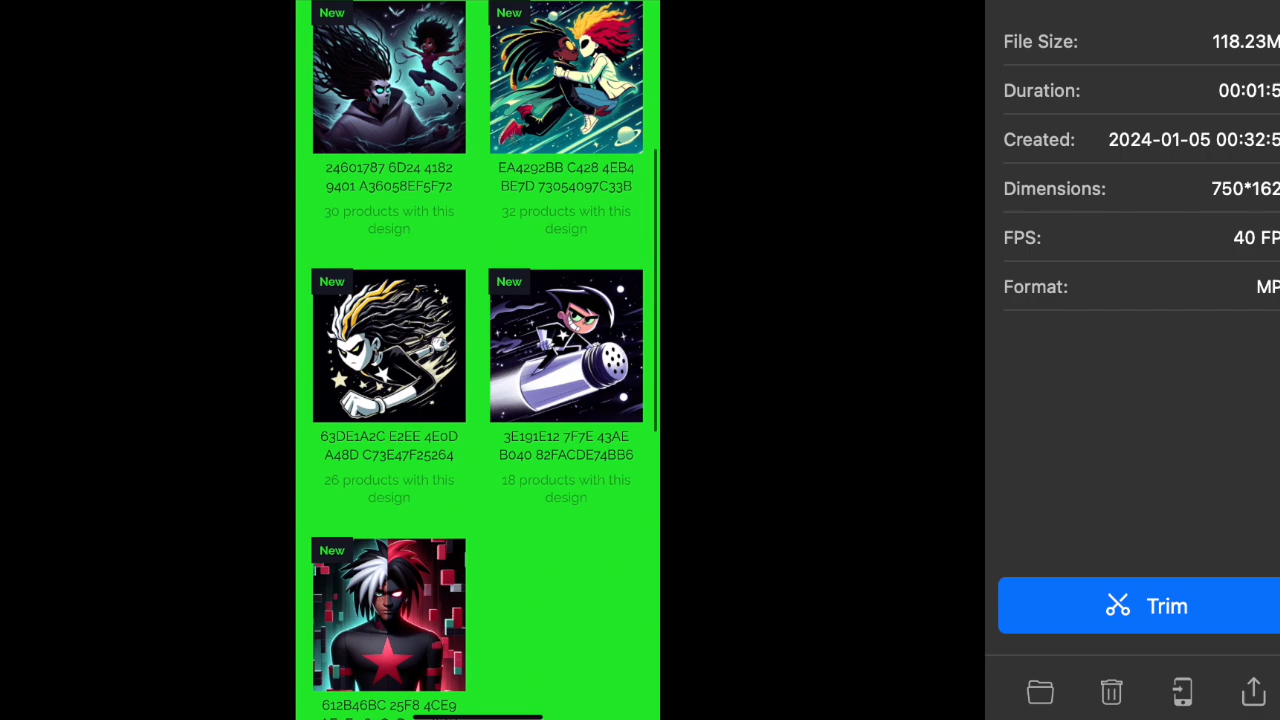 New
New
24601787 6D24 4182
9401 A36058EF5F72
30 products with this
design
EA4292BB C428 4EB4
BE7D 73054097C33B
32 products with this
design
New
New
63DE1A2C E2EE 4E0D
A48D C73E47F25264
26 products with this
design
3E191E12 7F7E 43AE
B040 82FACDE74BB6
18 products with this
design
New
612B46BC 25F8 4CE9
File Size: 118.23M
Duration: 00:01:5
Created: 2024-01-05 00:32:5
Dimensions: 750*162
FPS: 40 FP
Format: MP
Trim